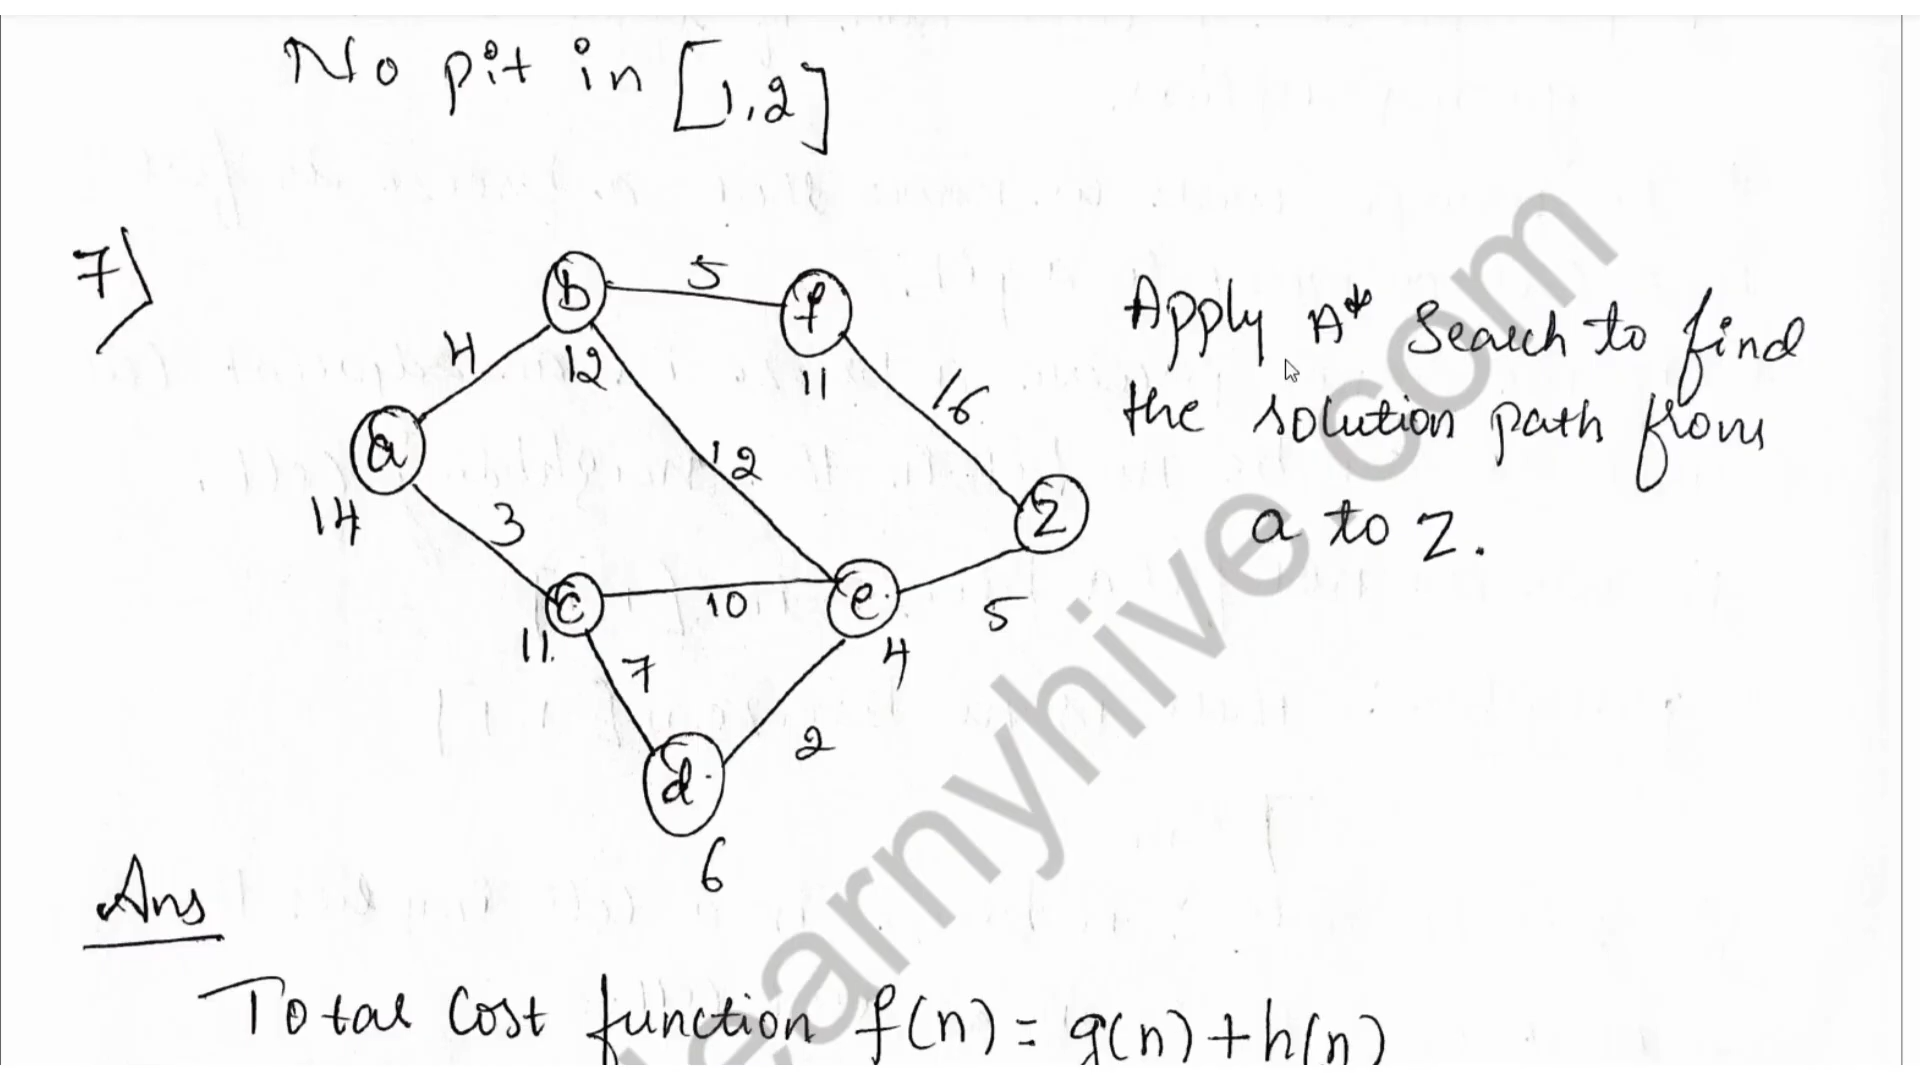 No pit in [1,2]
7)
b 5 f
4 12 11 16
a 12
14 3 Z
c 10 e 5
11 7 4
d 2
6
Apply A* Search to find
the solution path from
a to Z.
Ans
Total Cost function f(n) = g(n) + h(n)
learnyhive.com